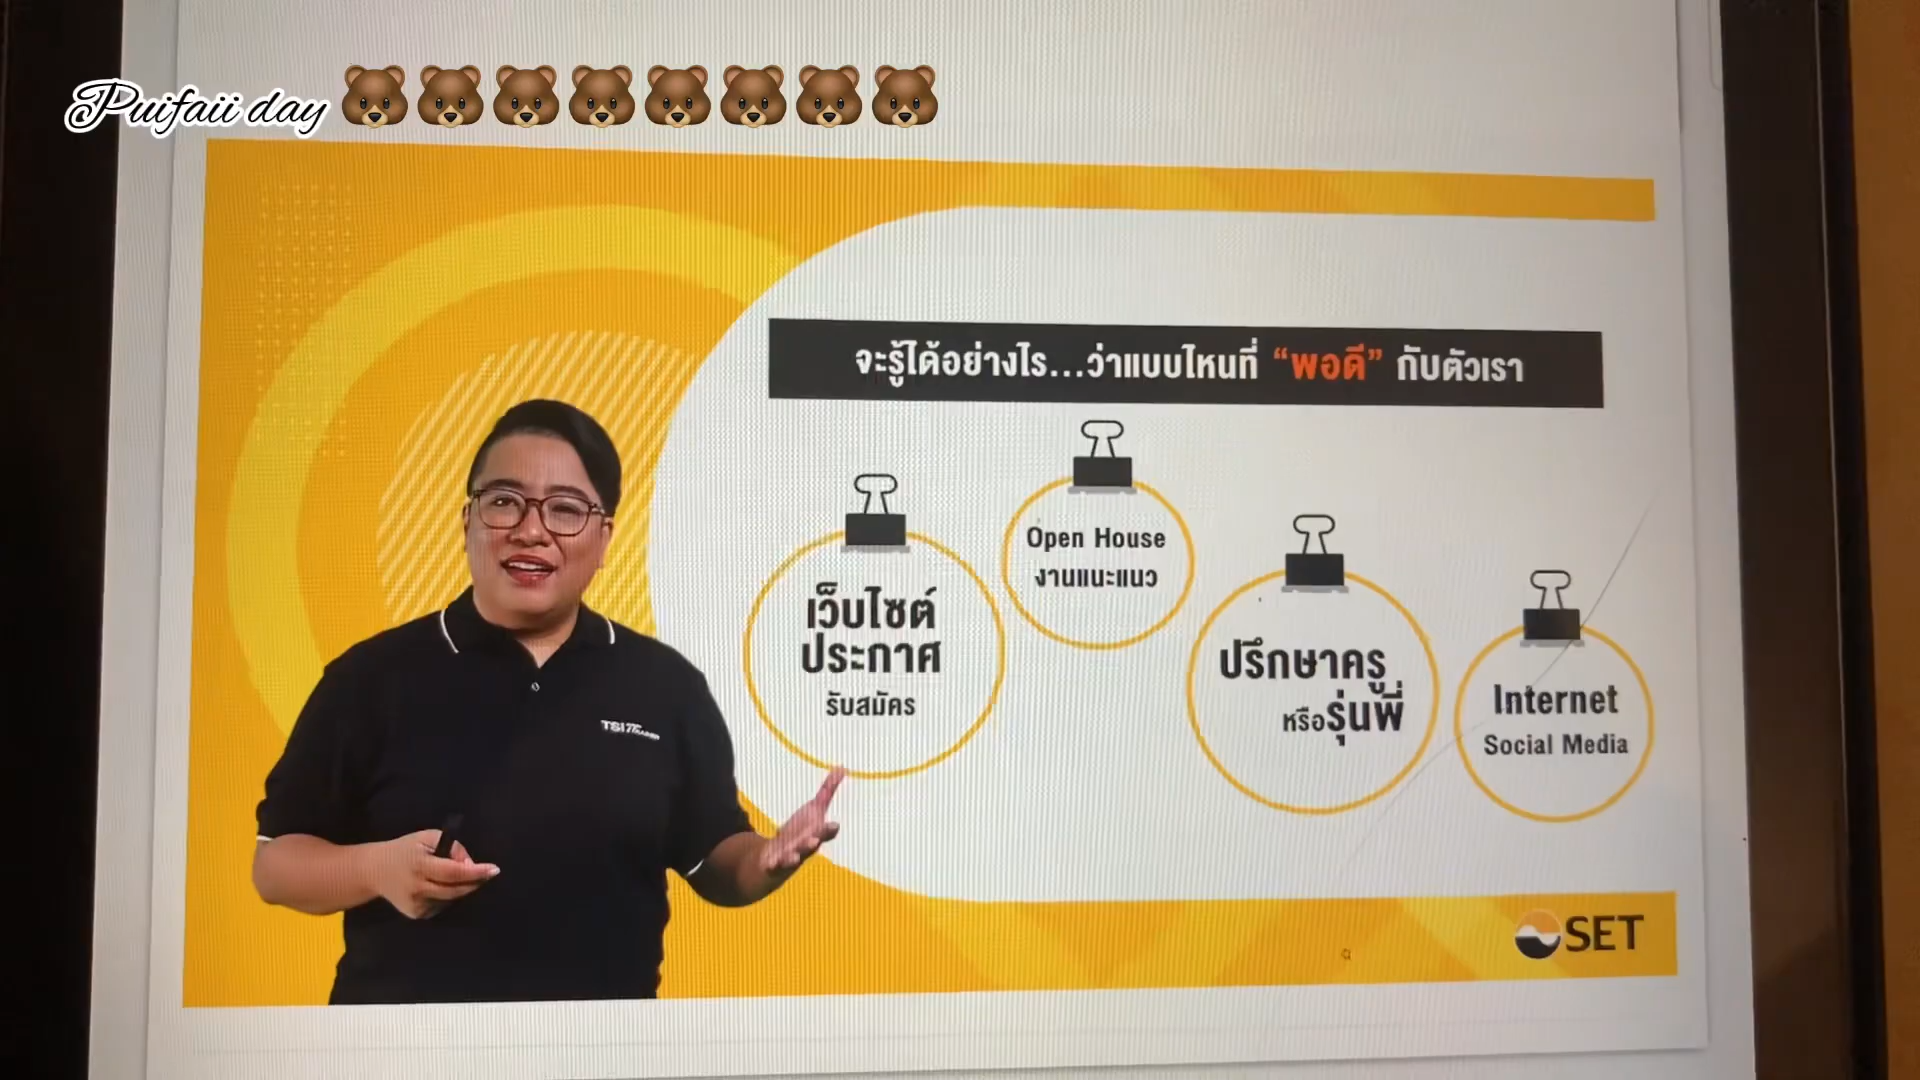 Puifaii day 🐻🐻🐻🐻🐻🐻🐻🐻
จะรู้ได้อย่างไร...ว่าแบบไหนที่ “พอดี” กับตัวเรา
Open House
งานแนะแนว
เว็บไซต์
ประกาศ
รับสมัคร
ปรึกษาครู
หรือรุ่นพี่
Internet
Social Media
SET